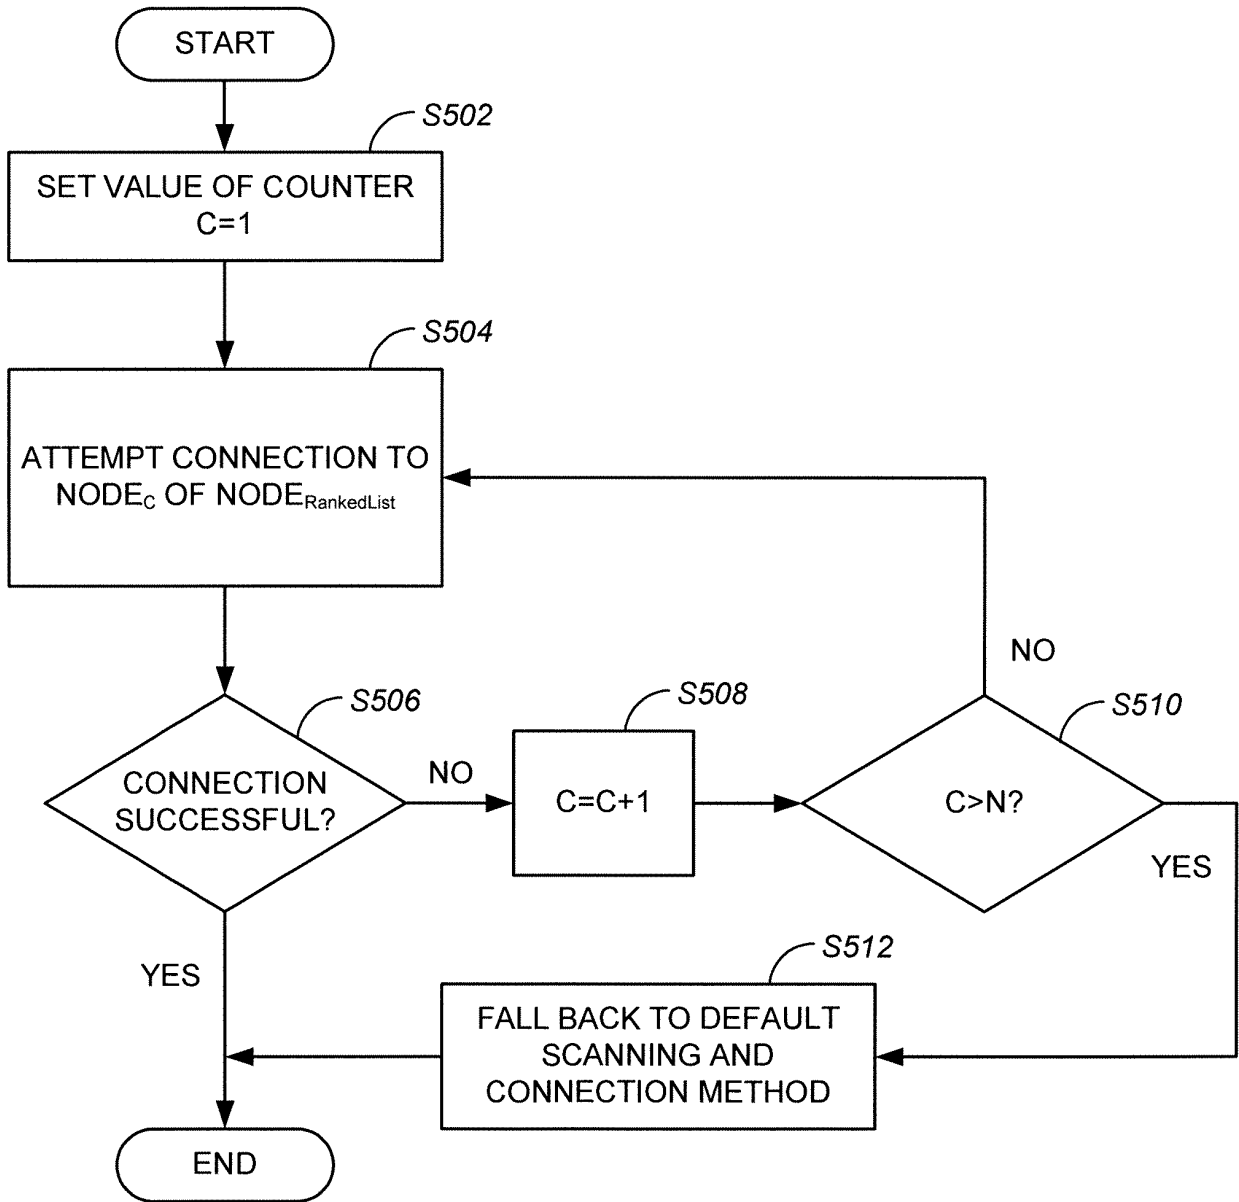 START
S502
SET VALUE OF COUNTER
C=1
S504
ATTEMPT CONNECTION TO
NODEC OF NODERankedList
NO
S506
S508
S510
CONNECTION
SUCCESSFUL?
NO
C=C+1
C>N?
YES
YES
S512
FALL BACK TO DEFAULT
SCANNING AND
CONNECTION METHOD
END